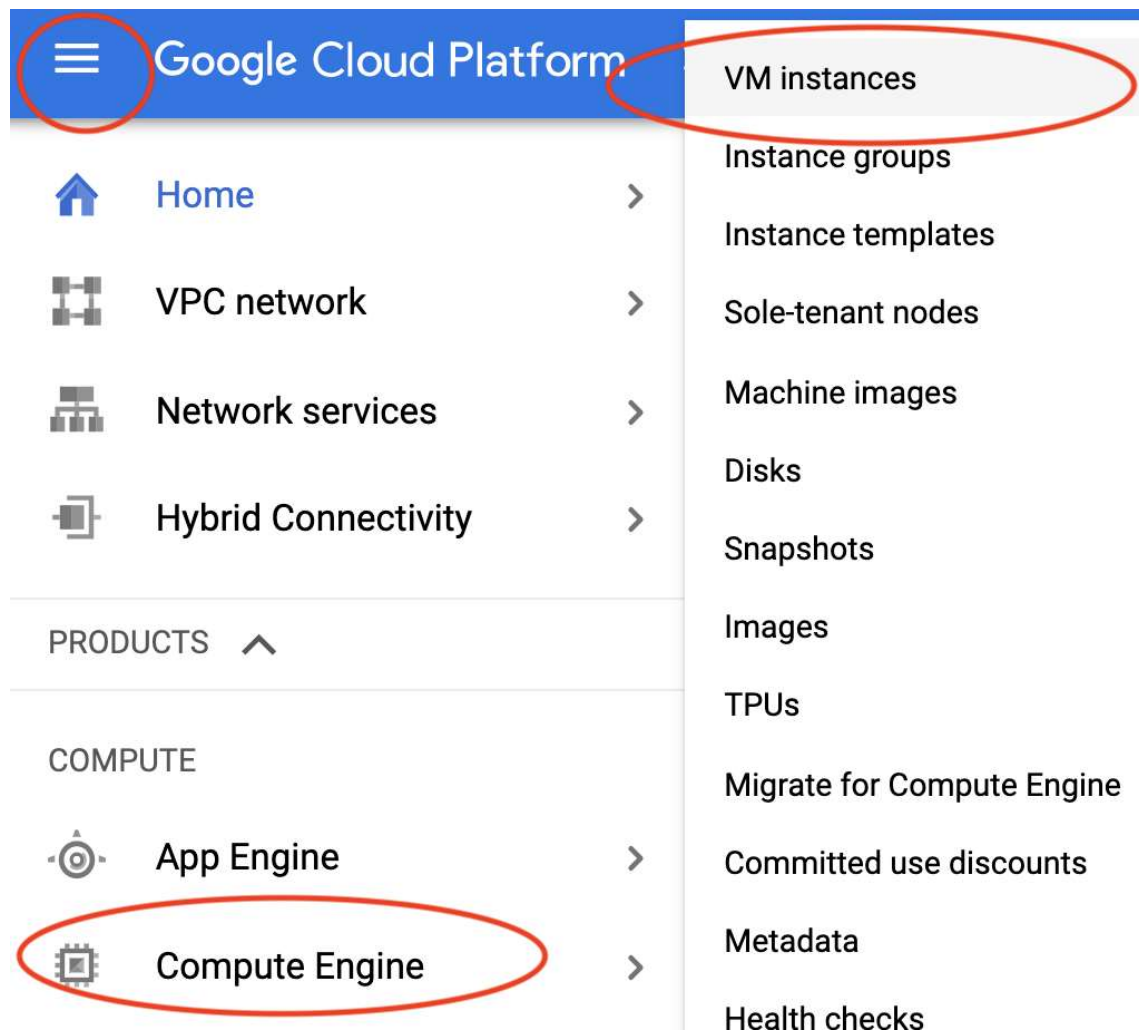 Google Cloud Platform
Home
VPC network
Network services
Hybrid Connectivity
PRODUCTS
COMPUTE
App Engine
Compute Engine
VM instances
Instance groups
Instance templates
Sole-tenant nodes
Machine images
Disks
Snapshots
Images
TPUs
Migrate for Compute Engine
Committed use discounts
Metadata
Health checks